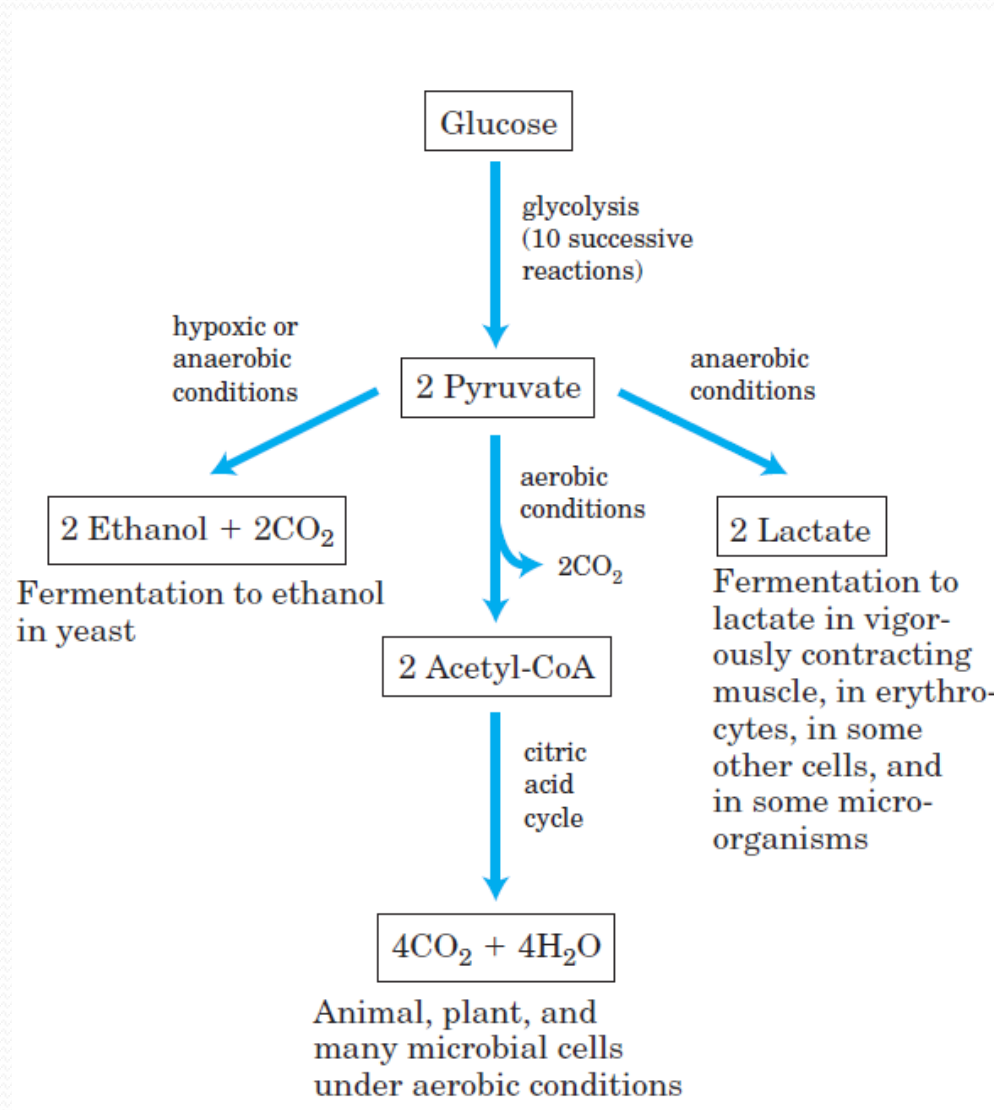 Glucose
glycolysis
(10 successive
reactions)
hypoxic or
anaerobic
conditions
2 Pyruvate
anaerobic
conditions
2 Ethanol + 2CO₂
Fermentation to ethanol
in yeast
aerobic
conditions
2CO₂
2 Lactate
Fermentation to
lactate in vigor-
ously contracting
muscle, in erythro-
cytes, in some
other cells, and
in some micro-
organisms
2 Acetyl-CoA
citric
acid
cycle
4CO₂ + 4H₂O
Animal, plant, and
many microbial cells
under aerobic conditions